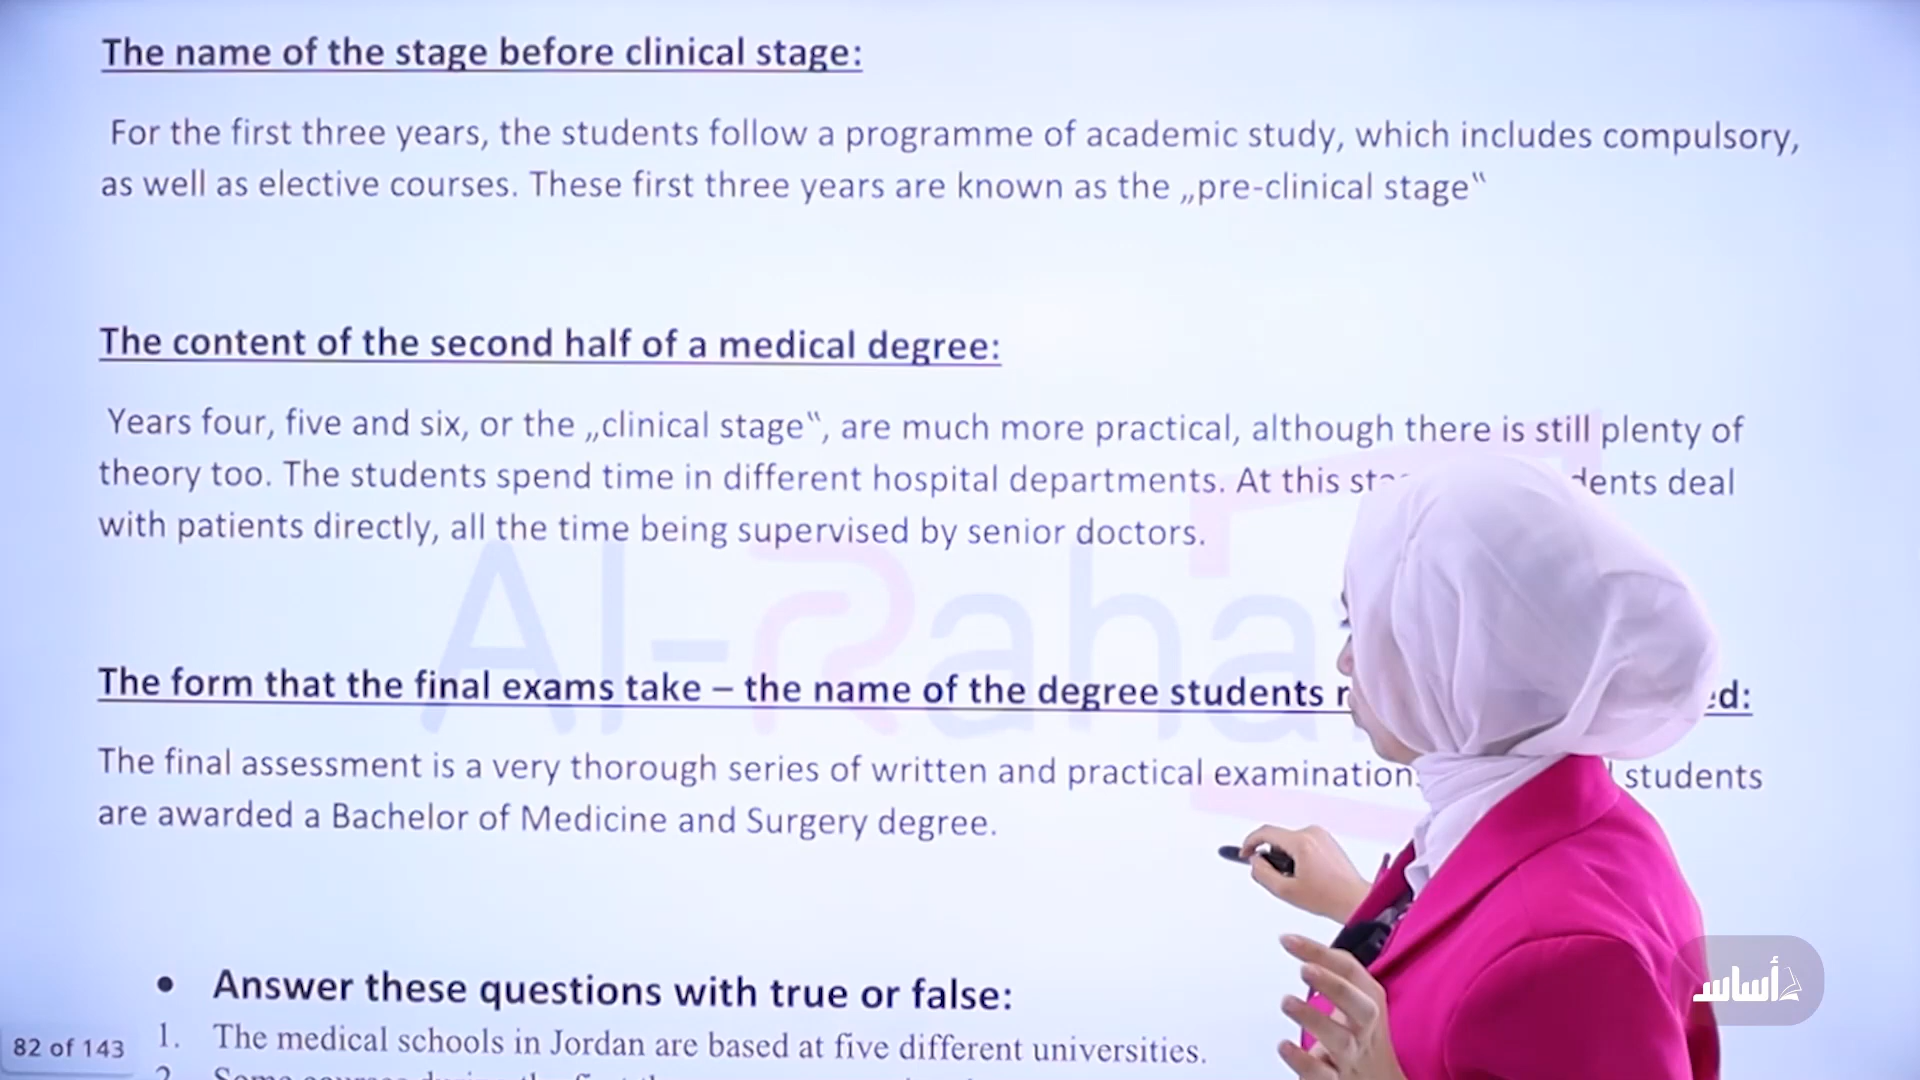 The name of the stage before clinical stage:
For the first three years, the students follow a programme of academic study, which includes compulsory,
as well as elective courses. These first three years are known as the „pre-clinical stage‟
The content of the second half of a medical degree:
Years four, five and six, or the „clinical stage‟, are much more practical, although there is still plenty of
theory too. The students spend time in different hospital departments. At this deal
with patients directly, all the time being supervised by senior doctors.
Al-Raha
The form that the final exams take – the name of the degree students
The final assessment is a very thorough series of written and practical students
are awarded a Bachelor of Medicine and Surgery degree.
• Answer these questions with true or false:
1. The medical schools in Jordan are based at five different universities.
82 of 143
أساس